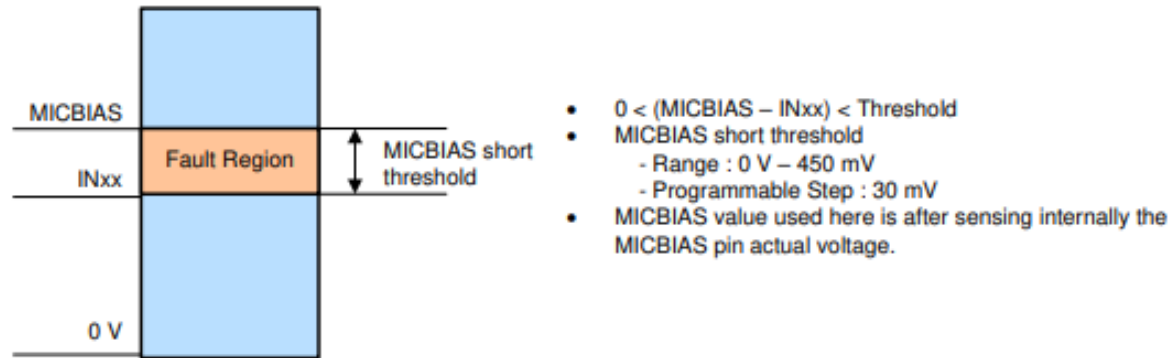 MICBIAS
Fault Region
INxx
0 V
MICBIAS short
threshold
• 0 < (MICBIAS – INxx) < Threshold
• MICBIAS short threshold
- Range : 0 V – 450 mV
- Programmable Step : 30 mV
• MICBIAS value used here is after sensing internally the
MICBIAS pin actual voltage.